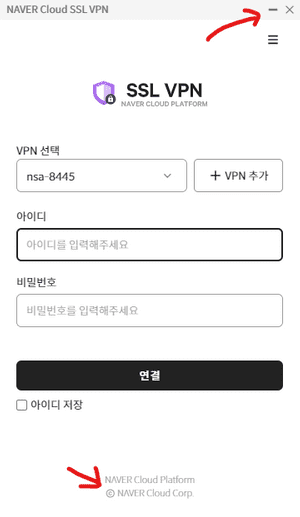 NAVER Cloud SSL VPN
SSL VPN
NAVER CLOUD PLATFORM
VPN 선택
nsa-8445
+ VPN 추가
아이디
아이디를 입력해주세요
비밀번호
비밀번호를 입력해주세요
연결
아이디 저장
NAVER Cloud Platform
© NAVER Cloud Corp.